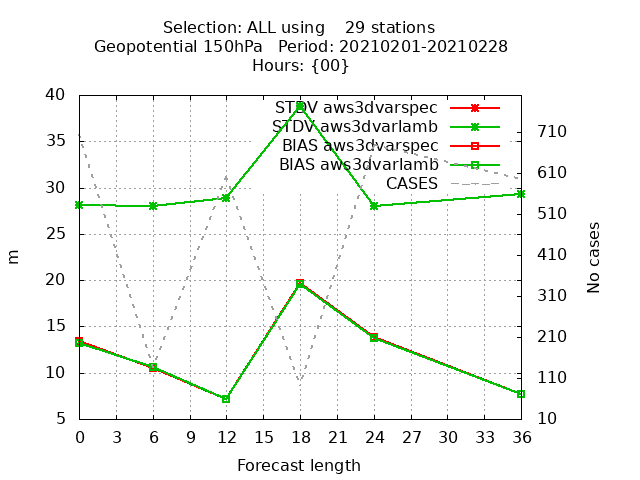 Selection: ALL using    29 stations
Geopotential 150hPa   Period: 20210201-20210228
Hours: {00}
STDV aws3dvarspec
STDV aws3dvarlamb
BIAS aws3dvarspec
BIAS aws3dvarlamb
CASES
40
35
30
25
20
15
10
5
m
710
610
510
410
310
210
110
10
No cases
0 3 6 9 12 15 18 21 24 27 30 33 36
Forecast length